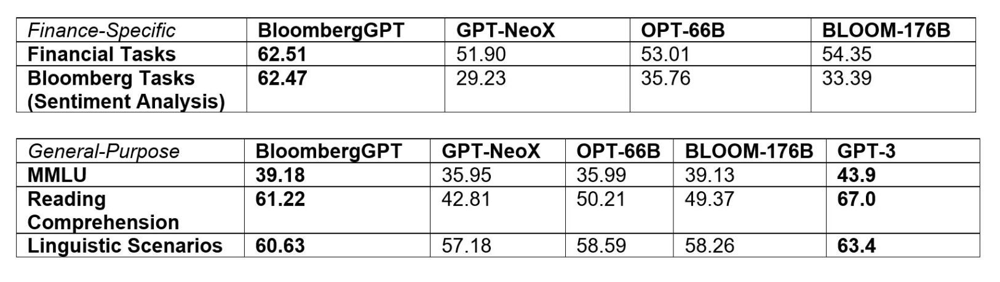 Finance-Specific BloombergGPT GPT-NeoX OPT-66B BLOOM-176B
Financial Tasks 62.51 51.90 53.01 54.35
Bloomberg Tasks 62.47 29.23 35.76 33.39
(Sentiment Analysis)
General-Purpose BloombergGPT GPT-NeoX OPT-66B BLOOM-176B GPT-3
MMLU 39.18 35.95 35.99 39.13 43.9
Reading 61.22 42.81 50.21 49.37 67.0
Comprehension
Linguistic Scenarios 60.63 57.18 58.59 58.26 63.4